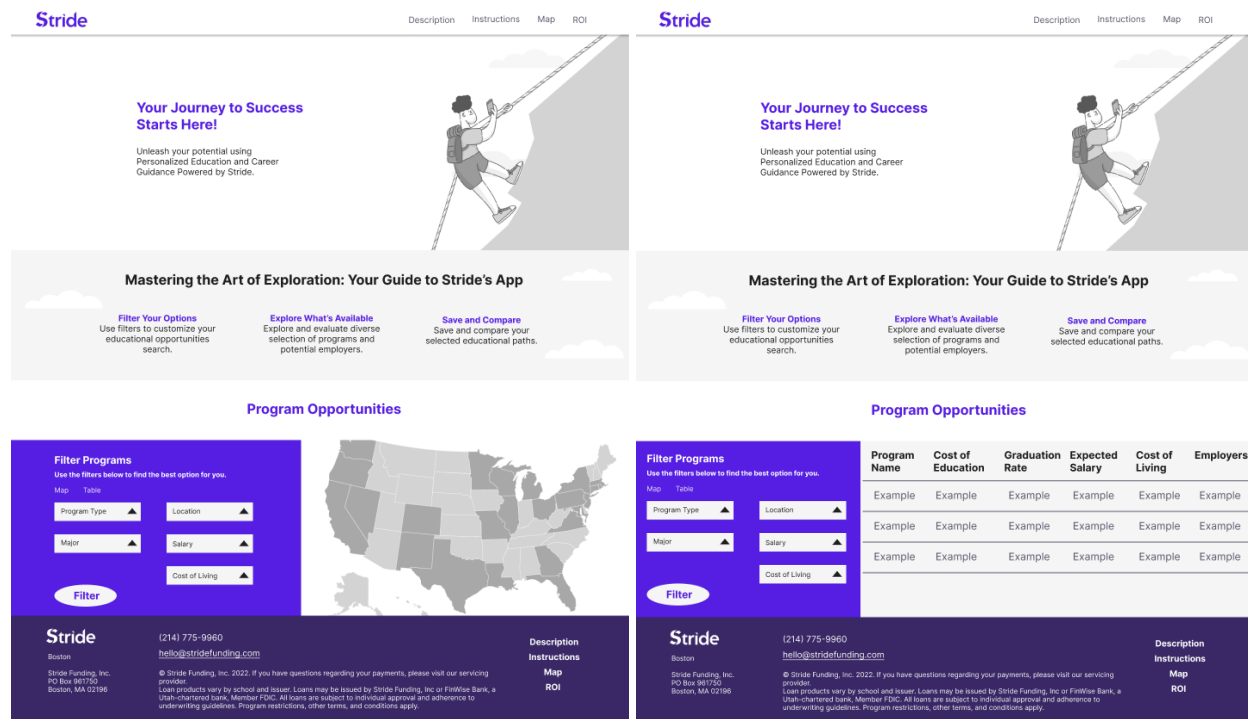 Stride
Description Instructions Map ROI
Your Journey to Success
Starts Here!
Unleash your potential using
Personalized Education and Career
Guidance Powered by Stride.
Mastering the Art of Exploration: Your Guide to Stride's App
Filter Your Options
Use filters to customize your
educational opportunities
search.
Explore What's Available
Explore and evaluate diverse
selection of programs and
potential employers.
Save and Compare
Save and compare your
selected educational paths.
Program Opportunities
Filter Programs
Use the filters below to find the best option for you.
Map Table
Program Type Location
Major Salary
Cost of Living
Filter
Stride
Boston
Stride Funding, Inc.
PO Box 961750
Boston, MA 02196
(214) 775-9960
hello@stridefunding.com
© Stride Funding, Inc. 2022. If you have questions regarding your payments, please visit our servicing
provider.
Loan products vary by school and issuer. Loans may be issued by Stride Funding, Inc or FinWise Bank, a
Utah-chartered bank, Member FDIC. All loans are subject to individual approval and adherence to
underwriting guidelines. Program restrictions, other terms, and conditions apply.
Description
Instructions
Map
ROI
Stride
Description Instructions Map ROI
Your Journey to Success
Starts Here!
Unleash your potential using
Personalized Education and Career
Guidance Powered by Stride.
Mastering the Art of Exploration: Your Guide to Stride's App
Filter Your Options
Use filters to customize your
educational opportunities
search.
Explore What's Available
Explore and evaluate diverse
selection of programs and
potential employers.
Save and Compare
Save and compare your
selected educational paths.
Program Opportunities
Filter Programs
Use the filters below to find the best option for you.
Map Table
Program Type Location
Major Salary
Cost of Living
Filter
Program Name Cost of Education Graduation Rate Expected Salary Cost of Living Employers
Example Example Example Example Example Example
Example Example Example Example Example Example
Example Example Example Example Example Example
Stride
Boston
Stride Funding, Inc.
PO Box 961750
Boston, MA 02196
(214) 775-9960
hello@stridefunding.com
© Stride Funding, Inc. 2022. If you have questions regarding your payments, please visit our servicing
provider.
Loan products vary by school and issuer. Loans may be issued by Stride Funding, Inc or FinWise Bank, a
Utah-chartered bank, Member FDIC. All loans are subject to individual approval and adherence to
underwriting guidelines. Program restrictions, other terms, and conditions apply.
Description
Instructions
Map
ROI